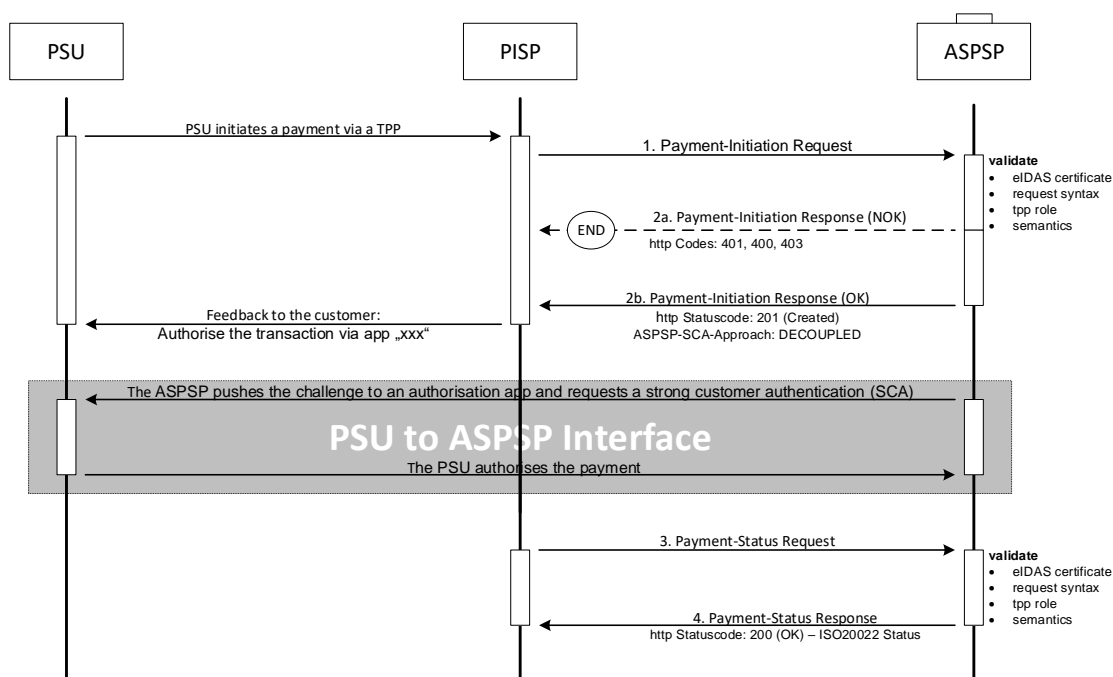 PSU
PISP
ASPSP
PSU initiates a payment via a TPP
1. Payment-Initiation Request
validate
• eIDAS certificate
• request syntax
• tpp role
• semantics
2a. Payment-Initiation Response (NOK)
END
http Codes: 401, 400, 403
2b. Payment-Initiation Response (OK)
http Statuscode: 201 (Created)
ASPSP-SCA-Approach: DECOUPLED
Feedback to the customer:
Authorise the transaction via app „xxx“
The ASPSP pushes the challenge to an authorisation app and requests a strong customer authentication (SCA)
PSU to ASPSP Interface
The PSU authorises the payment
3. Payment-Status Request
validate
• eIDAS certificate
• request syntax
• tpp role
• semantics
4. Payment-Status Response
http Statuscode: 200 (OK) – ISO20022 Status